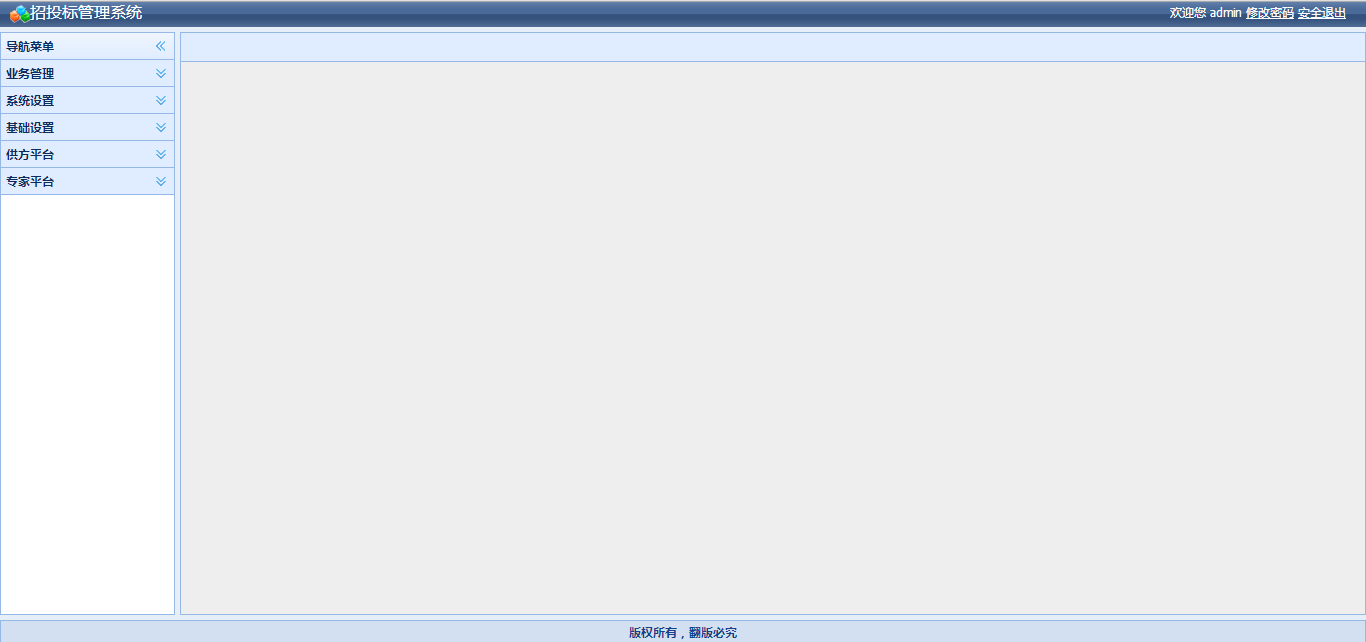 招投标管理系统
欢迎您 admin 修改密码 安全退出
导航菜单
业务管理
系统设置
基础设置
供方平台
专家平台
版权所有，翻版必究